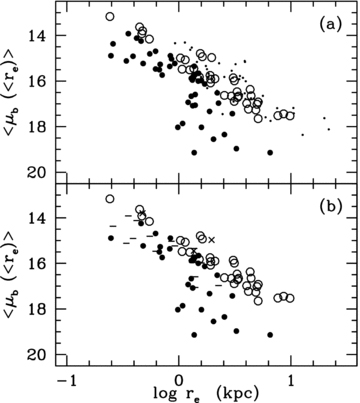 (a)
14
16
18
20
<μb (<re)>
(b)
14
16
18
20
<μb (<re)>
−1
0
1
log re (kpc)